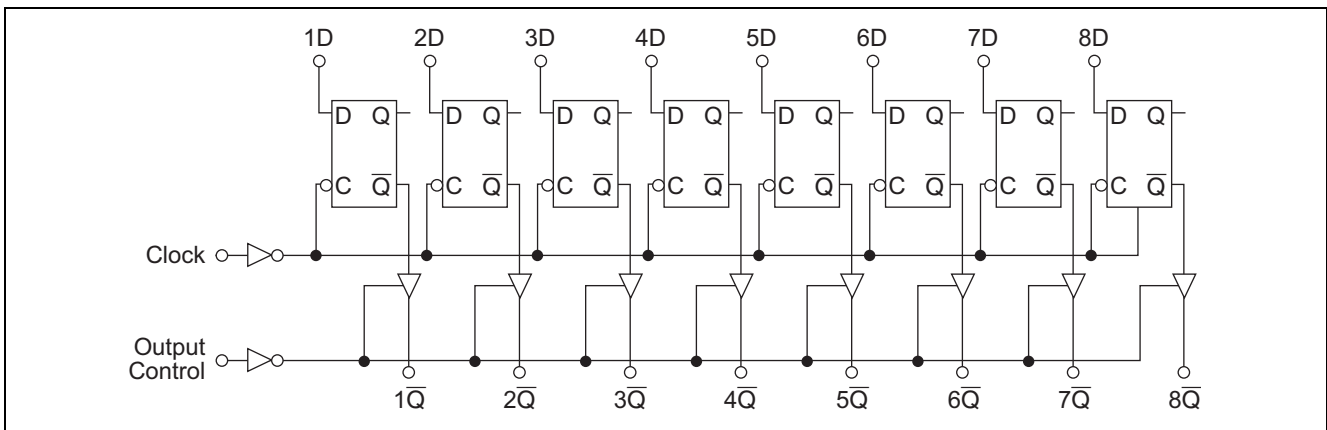 1D 2D 3D 4D 5D 6D 7D 8D
D Q D Q D Q D Q D Q D Q D Q D Q
C Q̅ C Q̅ C Q̅ C Q̅ C Q̅ C Q̅ C Q̅ C Q̅
Clock
Output
Control
1Q̅ 2Q̅ 3Q̅ 4Q̅ 5Q̅ 6Q̅ 7Q̅ 8Q̅